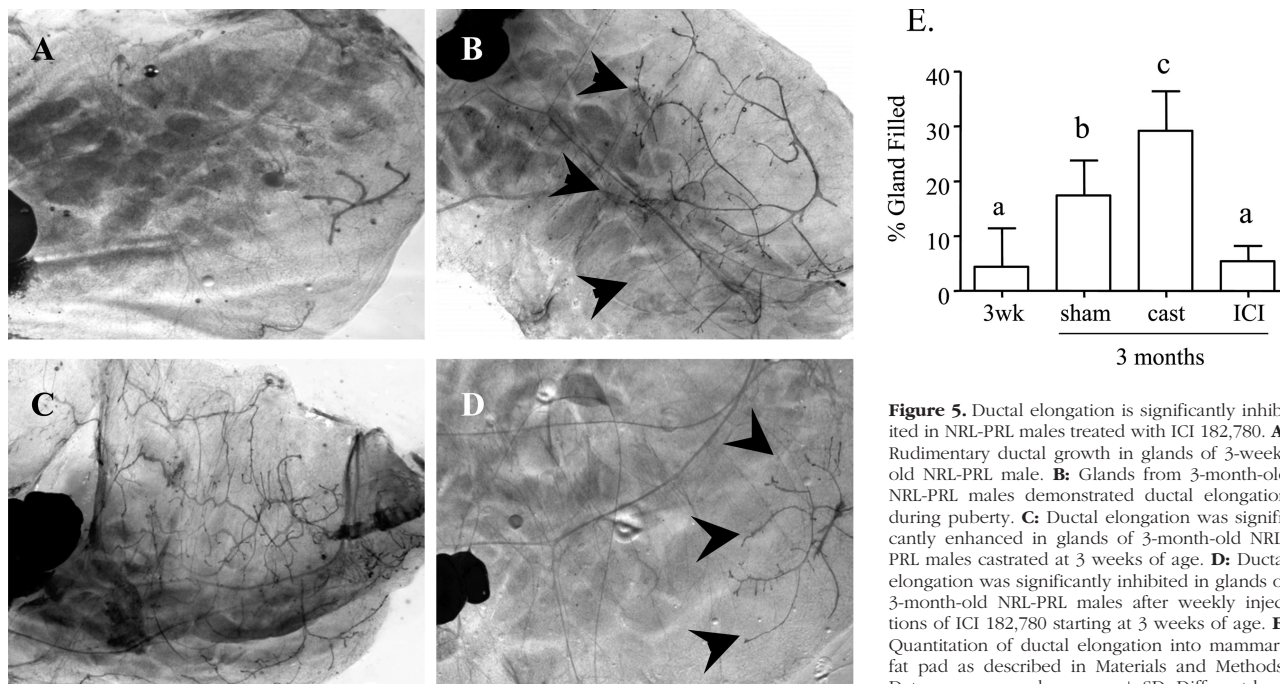 A
B
C
D
E.
% Gland Filled
40
30
20
10
0
a
b
c
a
3wk sham cast ICI
3 months
Figure 5. Ductal elongation is significantly inhib-
ited in NRL-PRL males treated with ICI 182,780. A
Rudimentary ductal growth in glands of 3-week
old NRL-PRL male. B: Glands from 3-month-old
NRL-PRL males demonstrated ductal elongation
during puberty. C: Ductal elongation was signifi
cantly enhanced in glands of 3-month-old NRL
PRL males castrated at 3 weeks of age. D: Ducta
elongation was significantly inhibited in glands o
3-month-old NRL-PRL males after weekly injec
tions of ICI 182,780 starting at 3 weeks of age. E
Quantitation of ductal elongation into mammar
fat pad as described in Materials and Methods